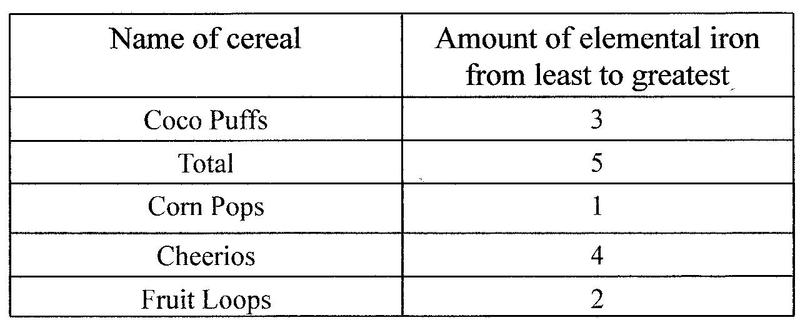 Name of cereal
Amount of elemental iron
from least to greatest
Coco Puffs 3
Total 5
Corn Pops 1
Cheerios 4
Fruit Loops 2